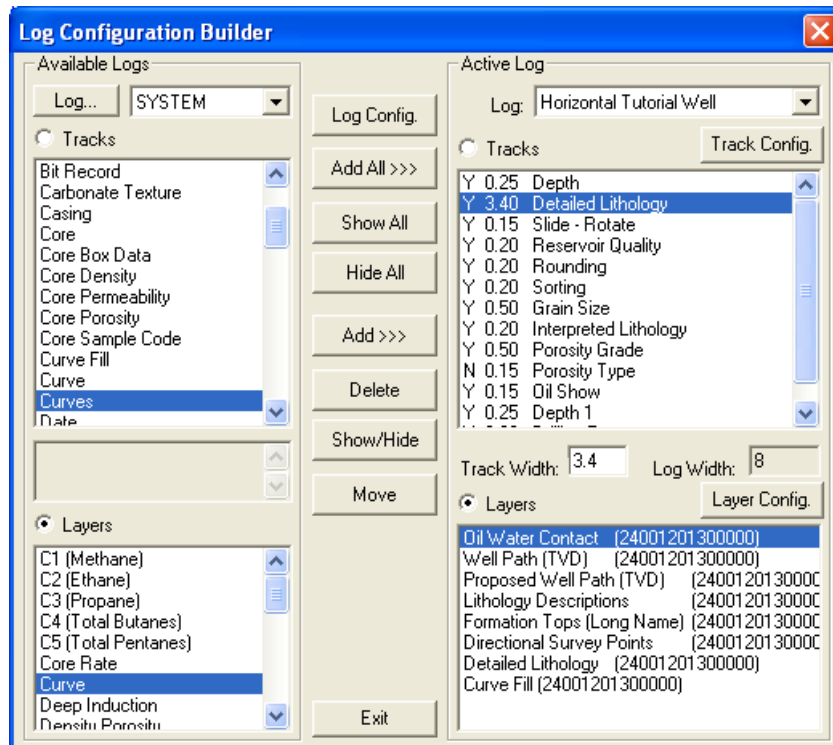 Log Configuration Builder
Available Logs
Log...
SYSTEM
Tracks
Bit Record
Carbonate Texture
Casing
Core
Core Box Data
Core Density
Core Permeability
Core Porosity
Core Sample Code
Curve Fill
Curve
Curves
Date
Layers
C1 (Methane)
C2 (Ethane)
C3 (Propane)
C4 (Total Butanes)
C5 (Total Pentanes)
Core Rate
Curve
Deep Induction
Density Porosity
Log Config.
Add All >>>
Show All
Hide All
Add >>>
Delete
Show/Hide
Move
Exit
Active Log
Log: Horizontal Tutorial Well
Tracks
Track Config.
Y 0.25 Depth
Y 3.40 Detailed Lithology
Y 0.15 Slide - Rotate
Y 0.20 Reservoir Quality
Y 0.20 Rounding
Y 0.20 Sorting
Y 0.50 Grain Size
Y 0.20 Interpreted Lithology
Y 0.50 Porosity Grade
N 0.15 Porosity Type
Y 0.15 Oil Show
Y 0.25 Depth 1
Track Width: 3.4 Log Width: 8
Layers
Layer Config.
Oil Water Contact (24001201300000)
Well Path (TVD) (24001201300000)
Proposed Well Path (TVD) (2400120130000
Lithology Descriptions (2400120130000
Formation Tops (Long Name) (2400120130000
Directional Survey Points (2400120130000
Detailed Lithology (24001201300000)
Curve Fill (24001201300000)